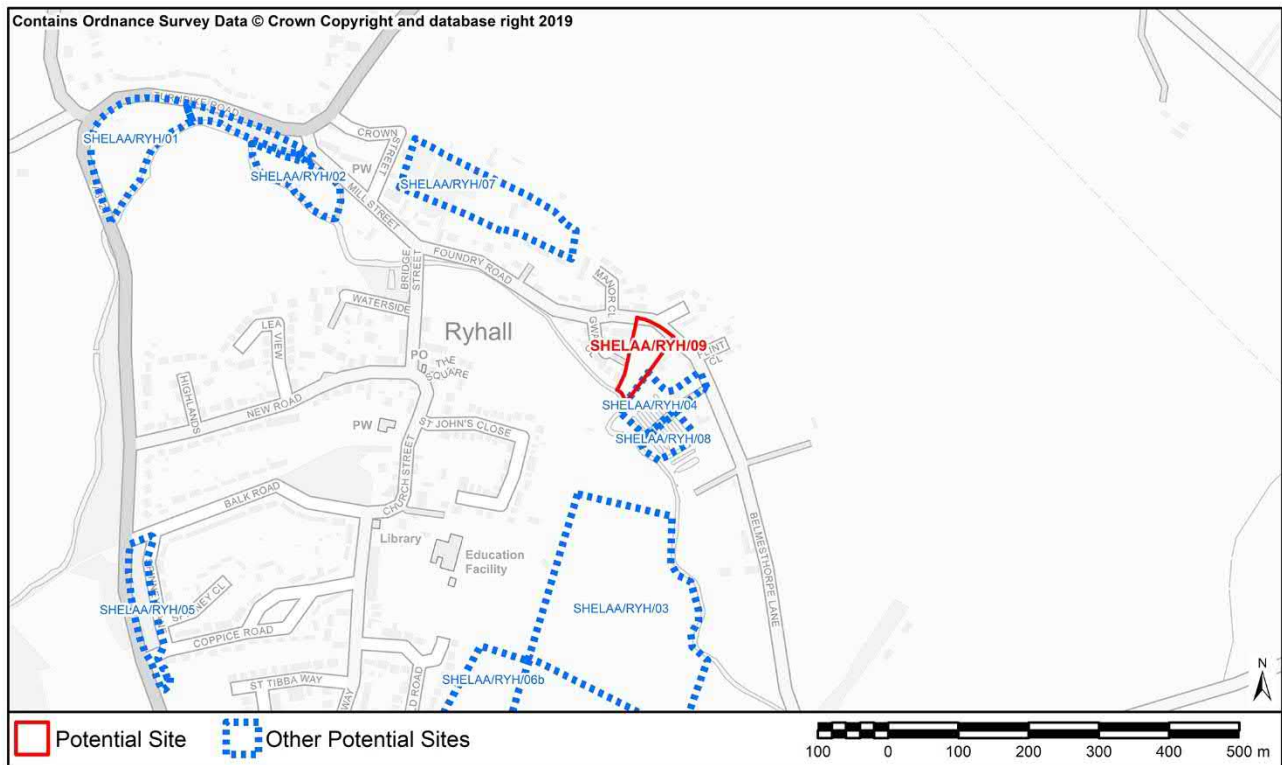 Contains Ordnance Survey Data © Crown Copyright and database right 2019
TURNPIKE ROAD
SHELAA/RYH/01
CROWN
STREET
PW
SHELAA/RYH/02
SHELAA/RYH/07
MILL STREET
BRIDGE
STREET
FOUNDRY ROAD
MANOR CL
WATERSIDE
Ryhall
LEA
VIEW
SHELAA/RYH/09
PO
THE
SQUARE
HIGHLANDS
NEW ROAD
SHELAA/RYH/04
PW
ST JOHN'S CLOSE
SHELAA/RYH/08
CHURCH STREET
BALK ROAD
BELMESTHORPE LANE
Library
Education
Facility
SHELAA/RYH/05
SHELAA/RYH/03
COPPICE ROAD
SHELAA/RYH/06b
ST TIBBA WAY
WAY
D ROAD
N
Potential Site
Other Potential Sites
100 0 100 200 300 400 500 m